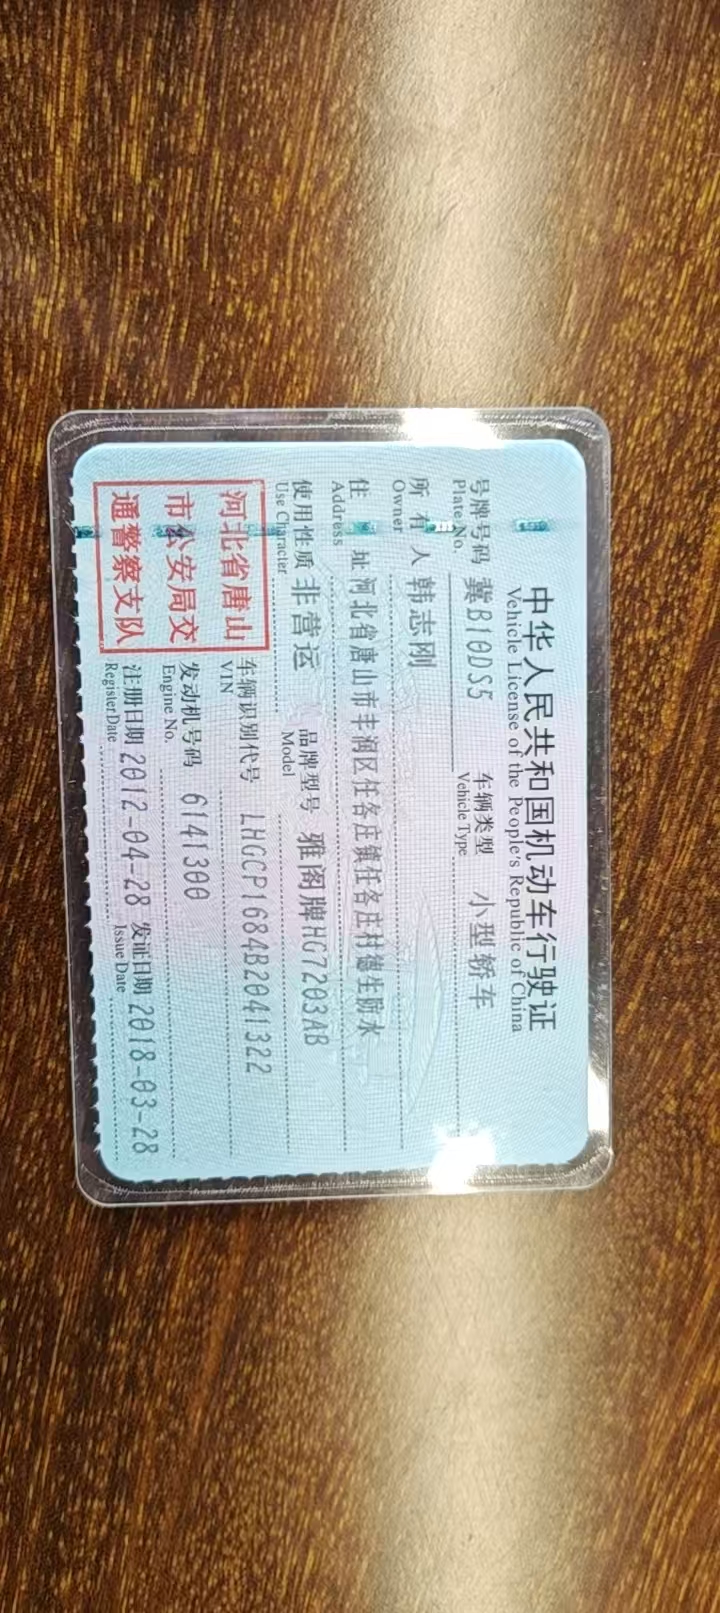 中华人民共和国机动车行驶证
Vehicle License of the People's Republic of China
号牌号码 冀B10DS5 车辆类型 小型轿车
Plate No. Vehicle Type
所有人 韩志刚
Owner
住址 河北省唐山市丰润区任各庄镇任各庄村德生防水
Address
使用性质 非营运 品牌型号 雅阁牌HG7203AB
Use Character Model
河北省唐山
市公安局交
通警察支队
车辆识别代号 LHGCP1684B2041322
VIN
发动机号码 6141300
Engine No.
注册日期 2012-04-28 发证日期 2018-03-28
Register Date Issue Date